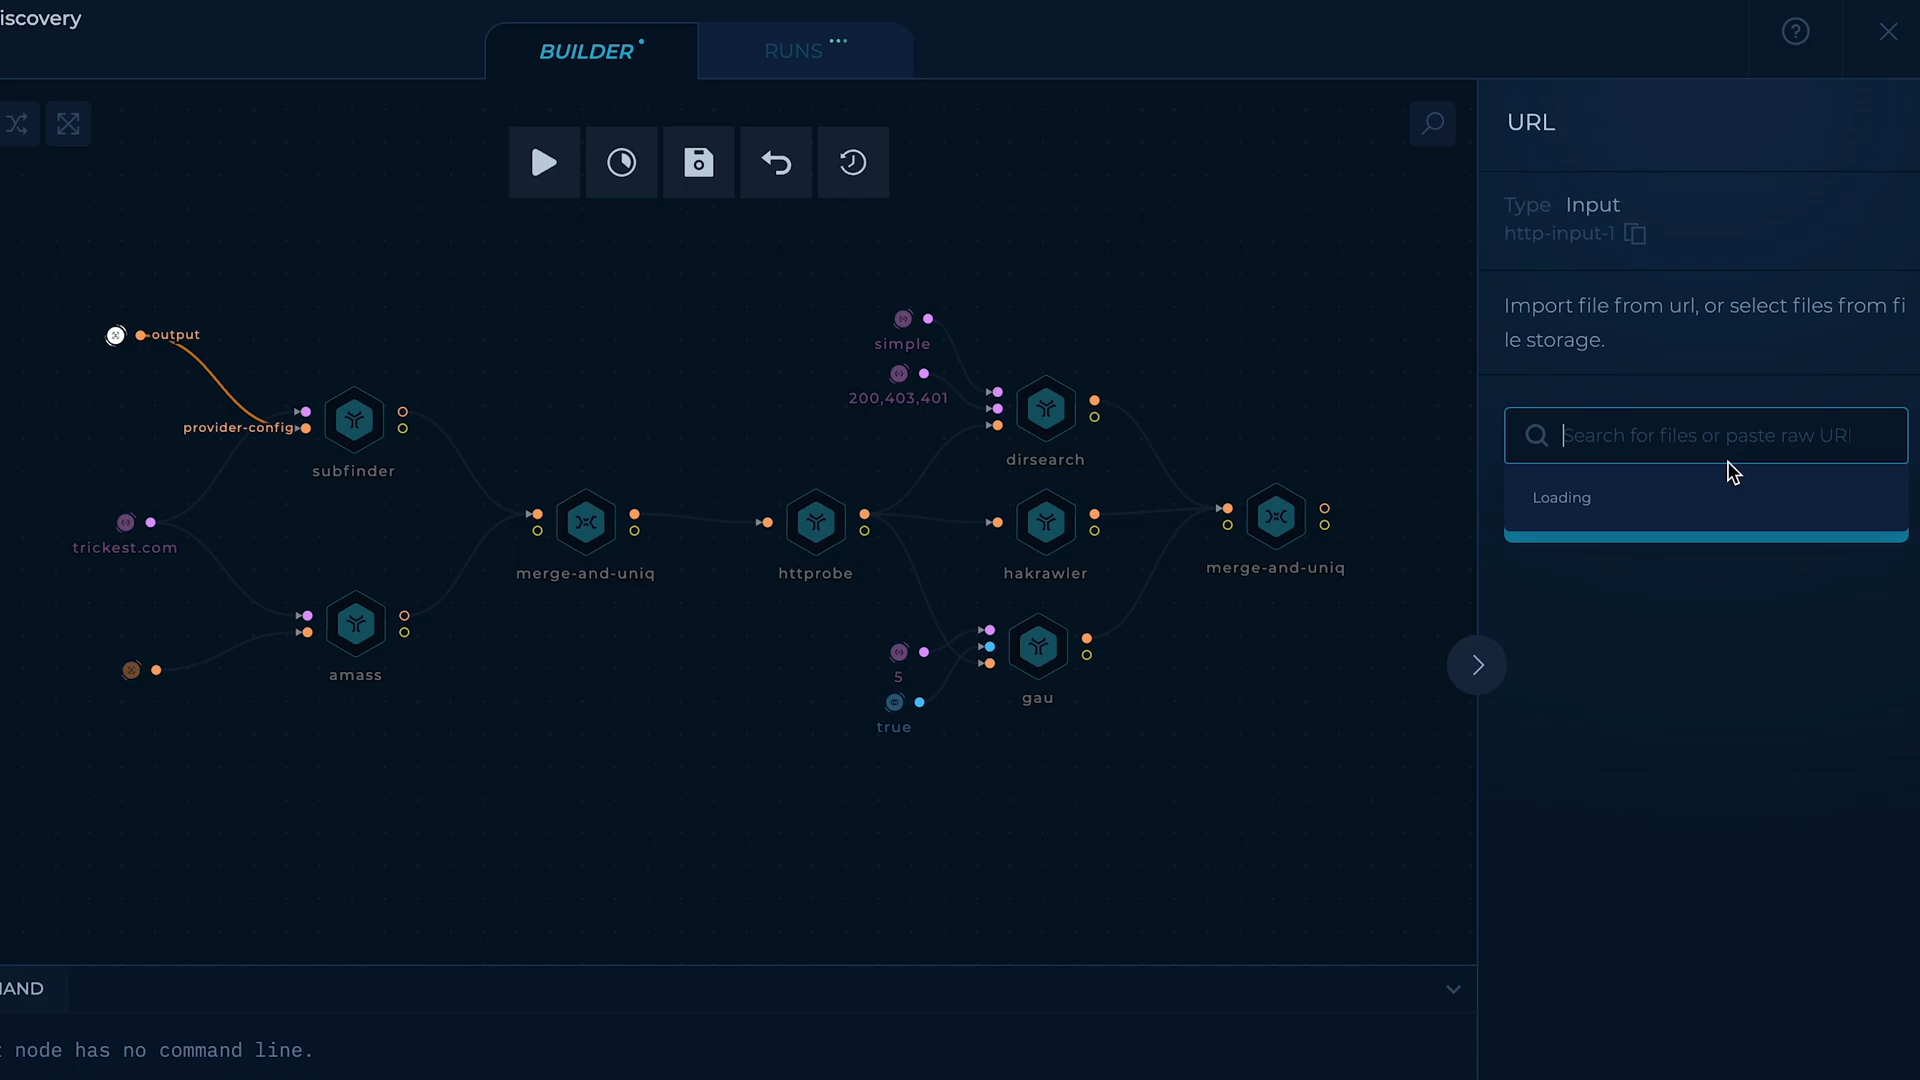 iscovery
BUILDER
RUNS
URL
Type Input
http-input-1
Import file from url, or select files from fi
le storage.
Search for files or paste raw URL
Loading
output
provider-config
subfinder
trickest.com
amass
merge-and-uniq
httprobe
simple
200,403,401
dirsearch
hakrawler
5
true
gau
merge-and-uniq
MAND
t node has no command line.